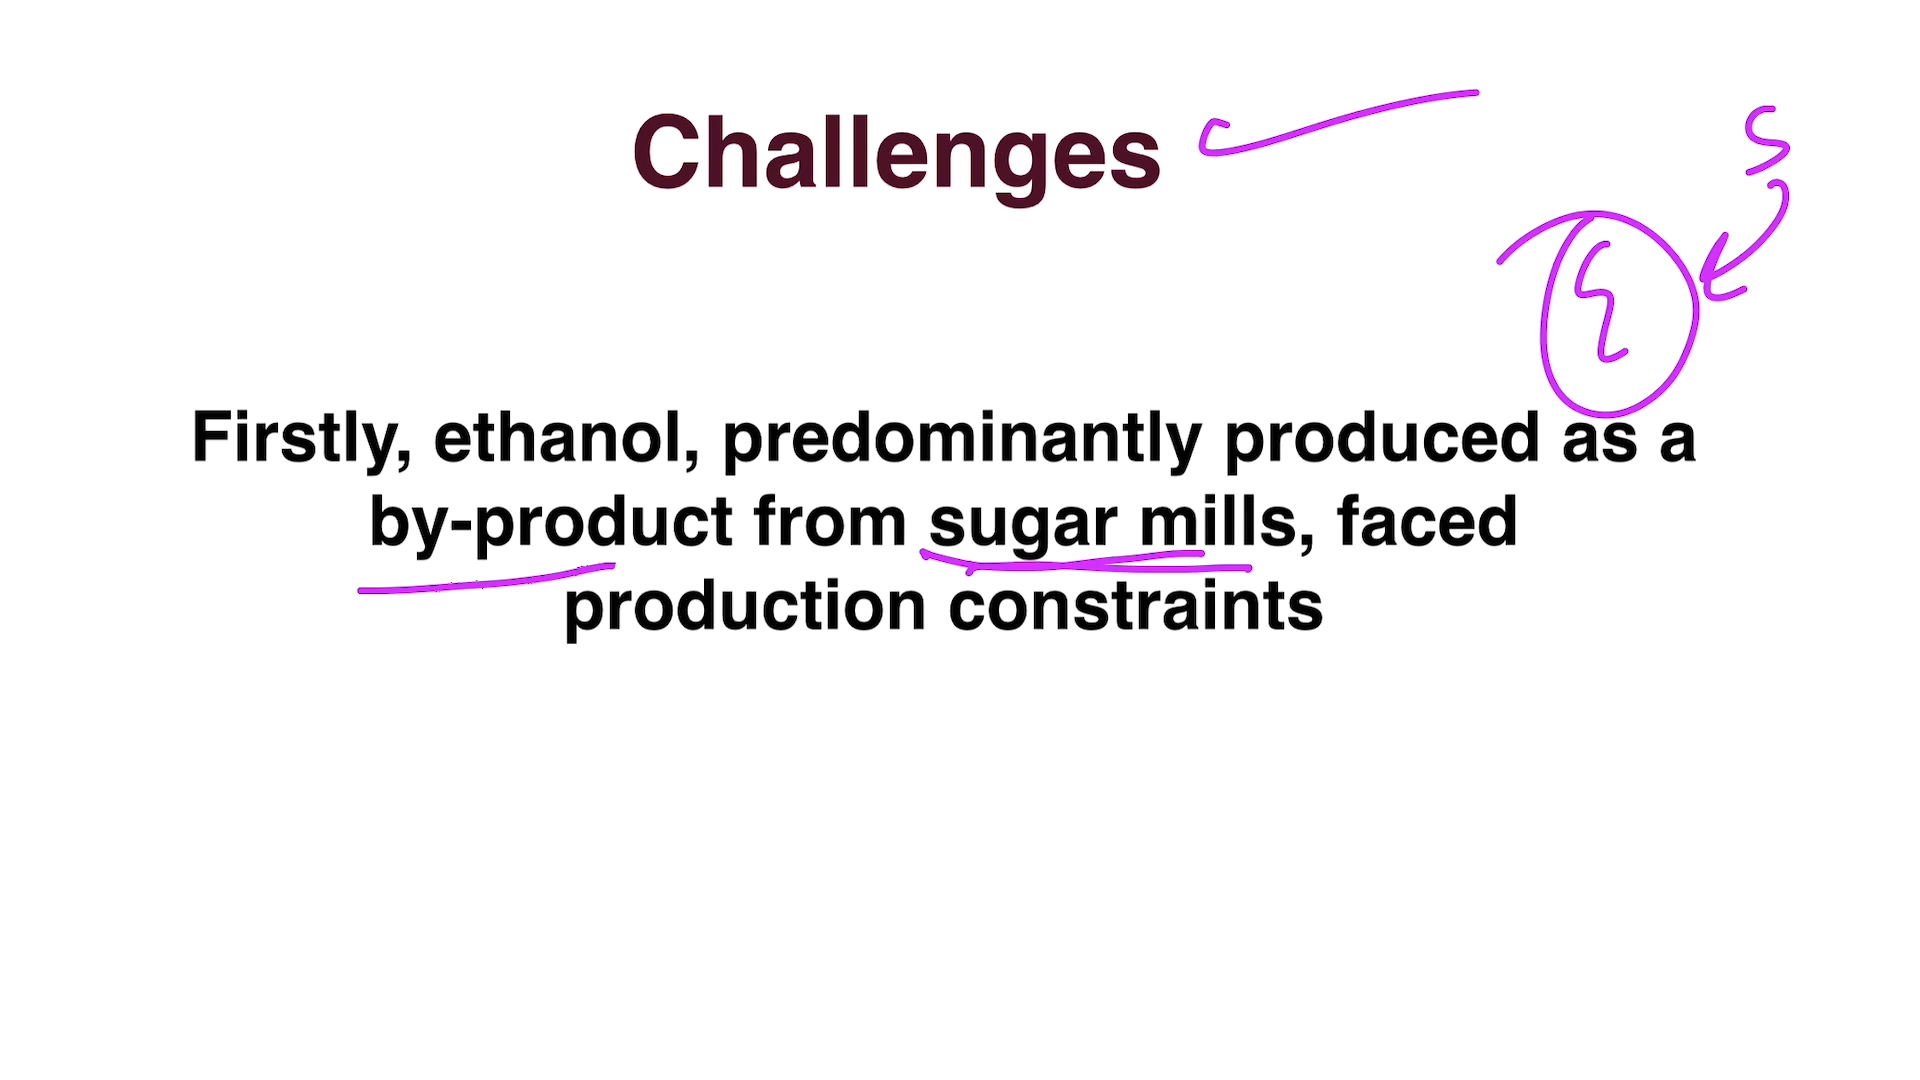 Challenges
S
Firstly, ethanol, predominantly produced as a
by-product from sugar mills, faced
production constraints